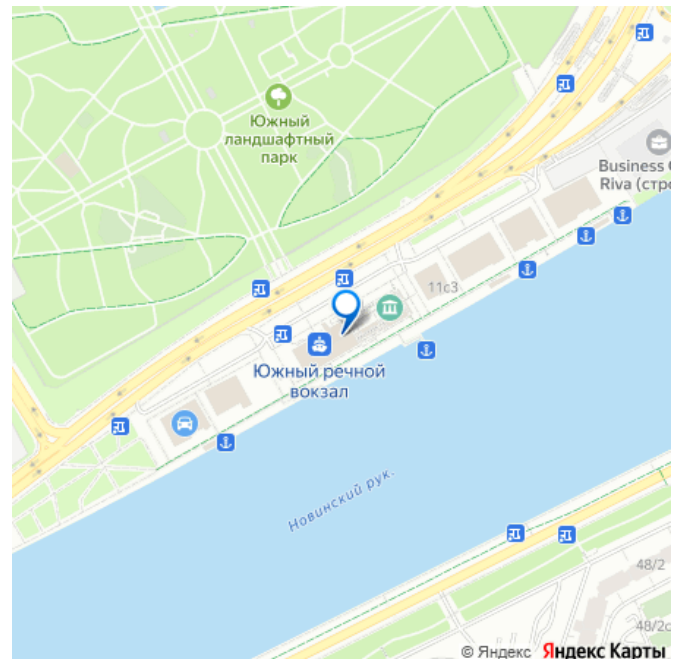 Южный
ландшафтный
парк
Business
Riva (стро
11с3
Южный речной
вокзал
Новинский рук.
48/2
48/2с
© Яндекс Яндекс Карты